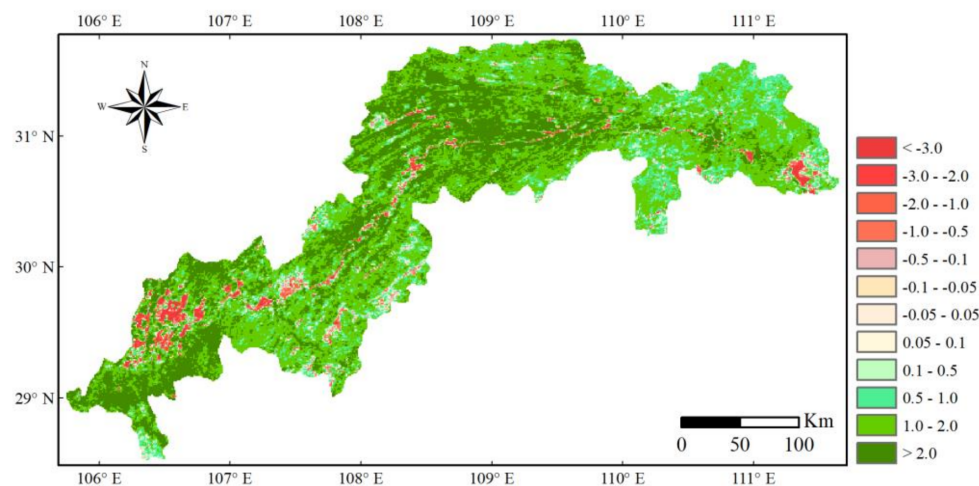 106° E 107° E 108° E 109° E 110° E 111° E
N
W E
S
31° N
30° N
29° N
< -3.0
-3.0 - -2.0
-2.0 - -1.0
-1.0 - -0.5
-0.5 - -0.1
-0.1 - -0.05
-0.05 - 0.05
0.05 - 0.1
0.1 - 0.5
0.5 - 1.0
1.0 - 2.0
> 2.0
Km
0 50 100
106° E 107° E 108° E 109° E 110° E 111° E